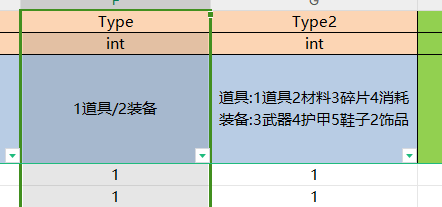 Type Type2
int int
1道具/2装备
道具:1道具2材料3碎片4消耗
装备:3武器4护甲5鞋子2饰品
1 1
1 1